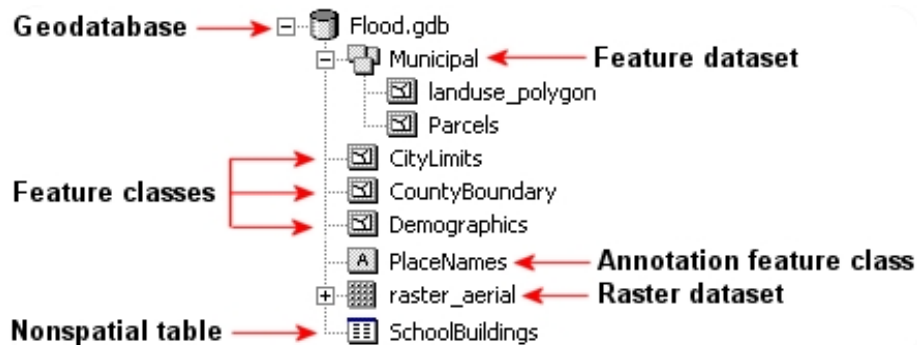 Geodatabase Flood.gdb
Municipal Feature dataset
landuse_polygon
Parcels
CityLimits
Feature classes CountyBoundary
Demographics
A PlaceNames Annotation feature class
raster_aerial Raster dataset
Nonspatial table SchoolBuildings